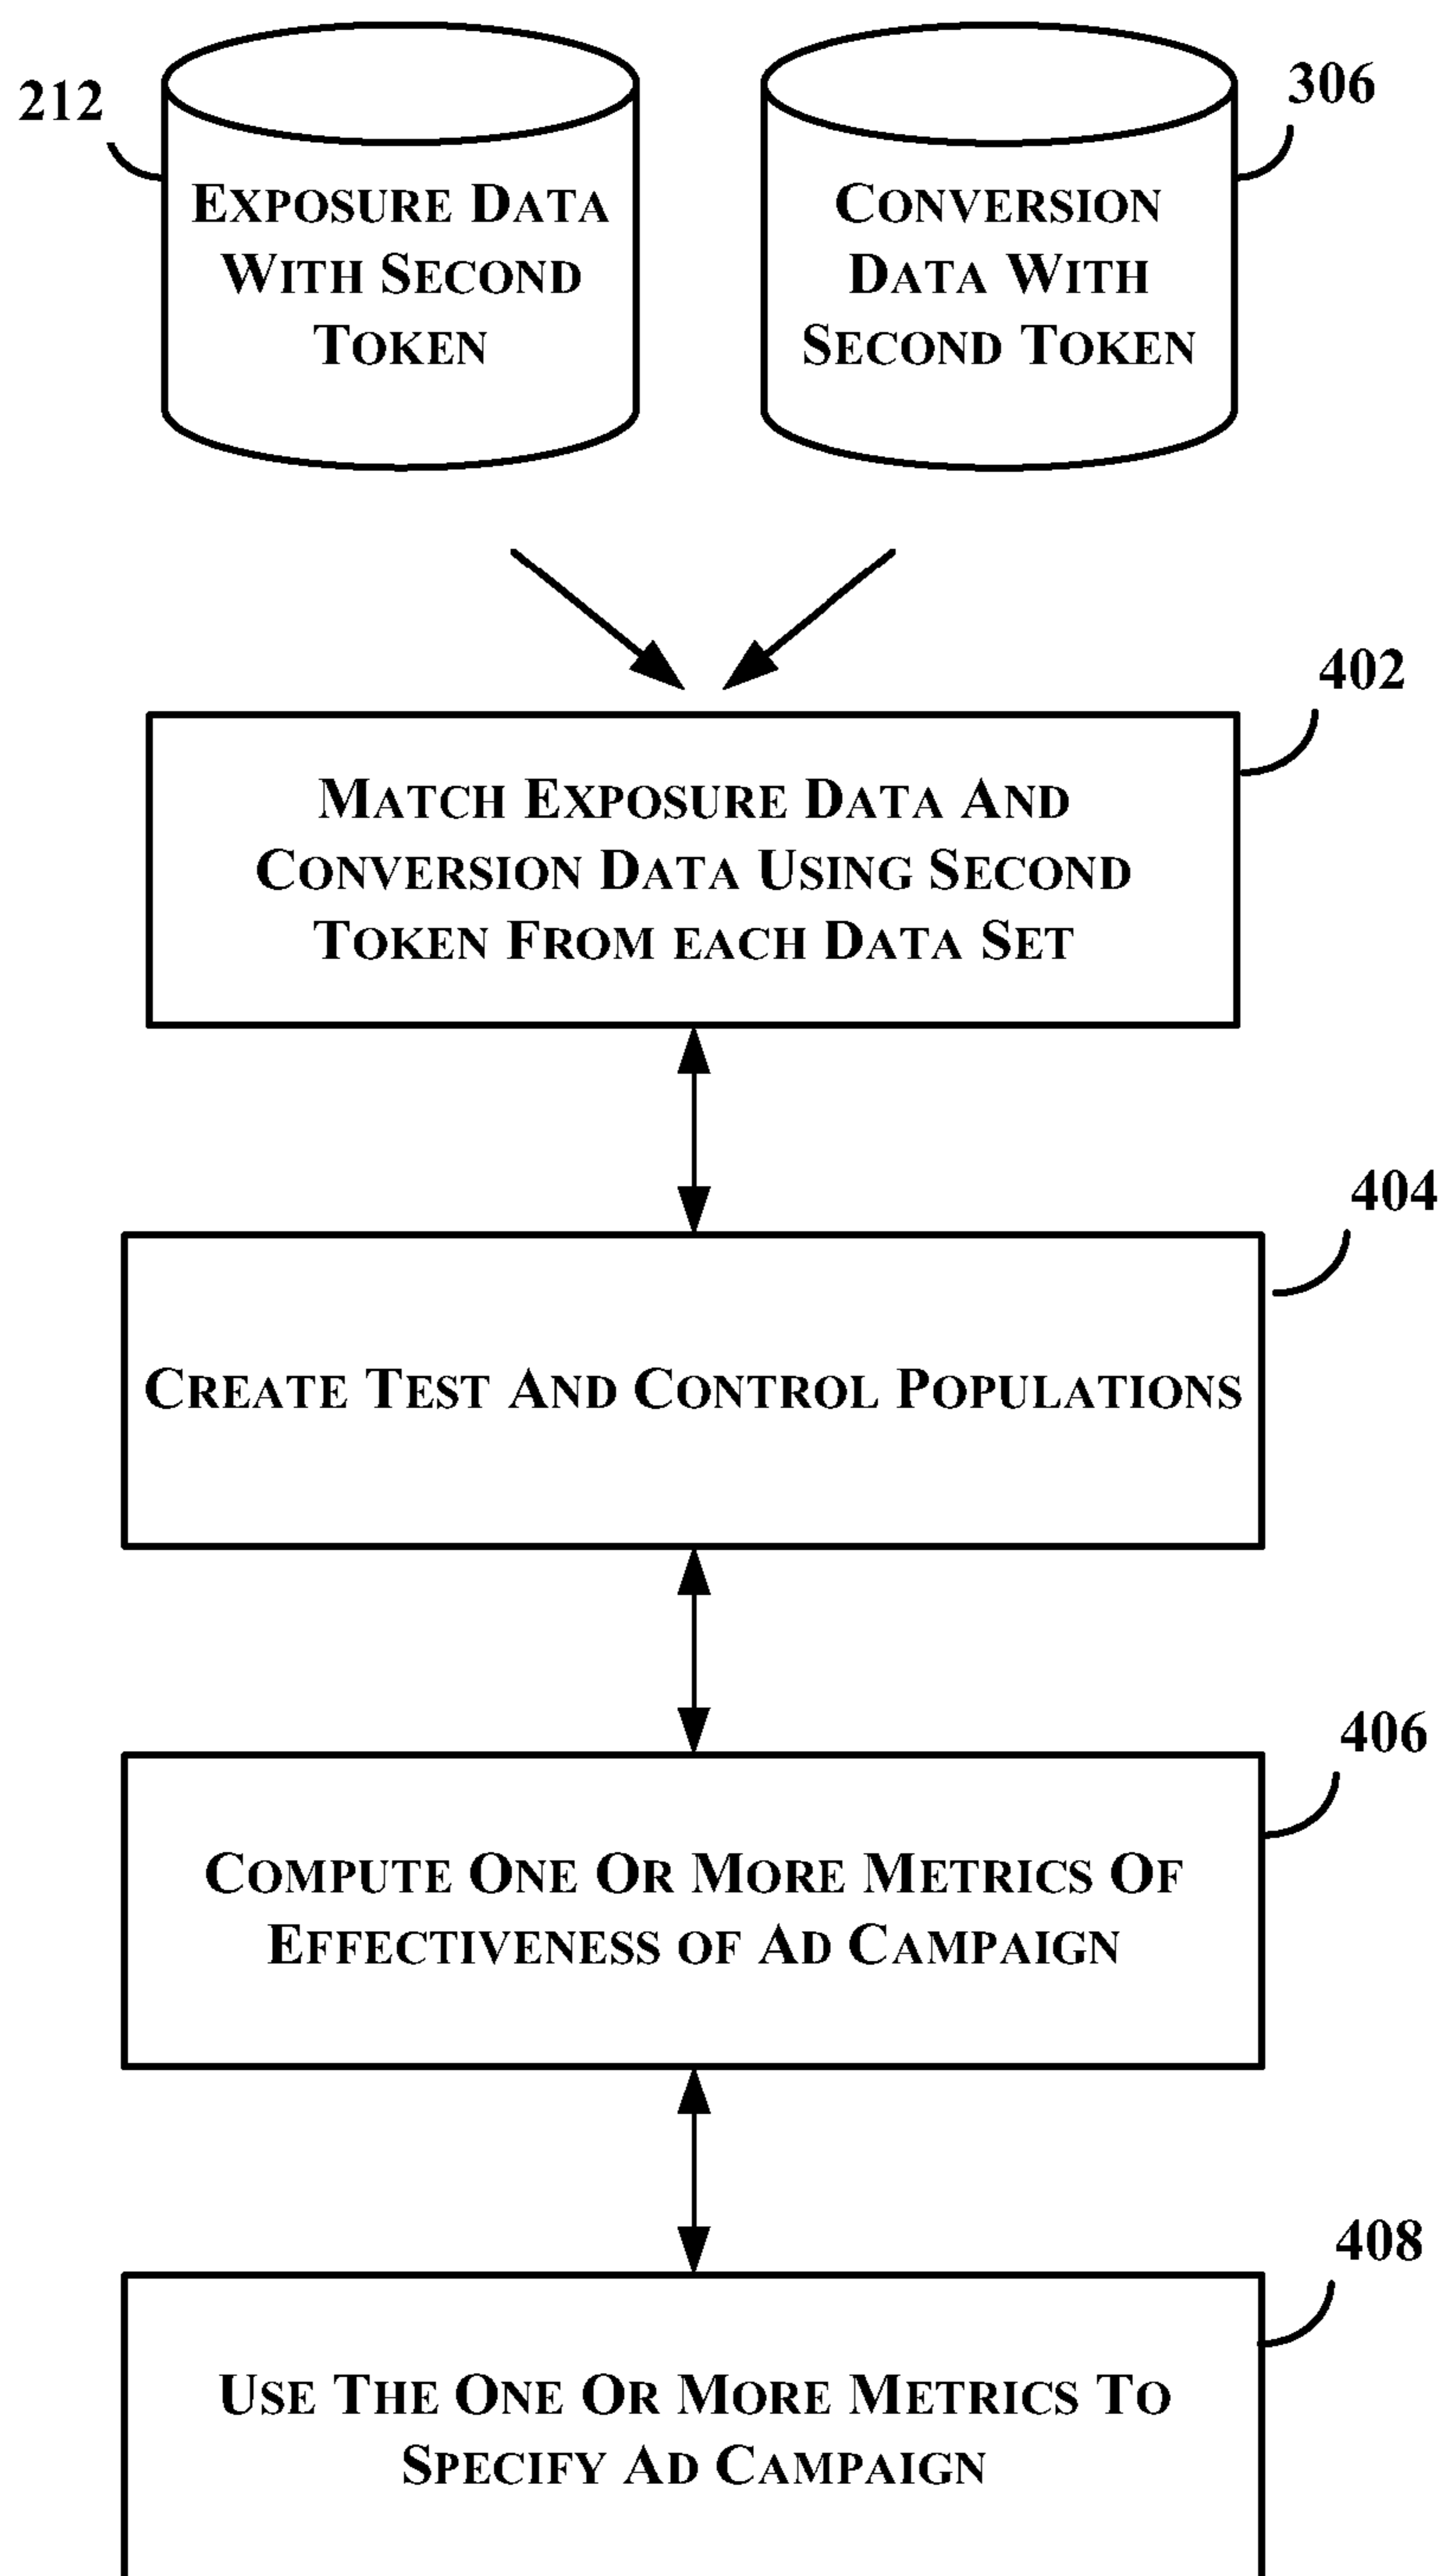 212
306
EXPOSURE DATA
WITH SECOND
TOKEN
CONVERSION
DATA WITH
SECOND TOKEN
402
MATCH EXPOSURE DATA AND
CONVERSION DATA USING SECOND
TOKEN FROM EACH DATA SET
404
CREATE TEST AND CONTROL POPULATIONS
406
COMPUTE ONE OR MORE METRICS OF
EFFECTIVENESS OF AD CAMPAIGN
408
USE THE ONE OR MORE METRICS TO
SPECIFY AD CAMPAIGN